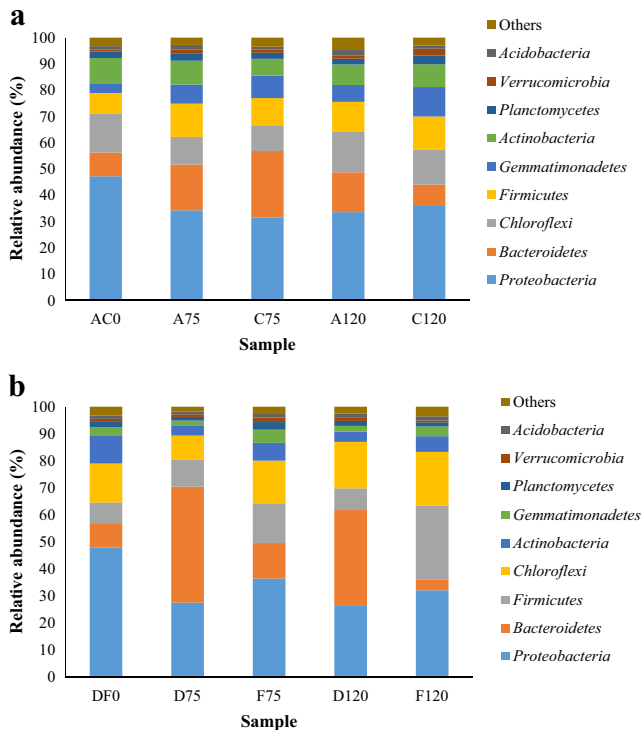 a
Relative abundance (%)
100
90
80
70
60
50
40
30
20
10
0
AC0 A75 C75 A120 C120
Sample
Others
Acidobacteria
Verrucomicrobia
Planctomycetes
Actinobacteria
Gemmatimonadetes
Firmicutes
Chloroflexi
Bacteroidetes
Proteobacteria
b
Relative abundance (%)
100
90
80
70
60
50
40
30
20
10
0
DF0 D75 F75 D120 F120
Sample
Others
Acidobacteria
Verrucomicrobia
Planctomycetes
Gemmatimonadetes
Actinobacteria
Chloroflexi
Firmicutes
Bacteroidetes
Proteobacteria